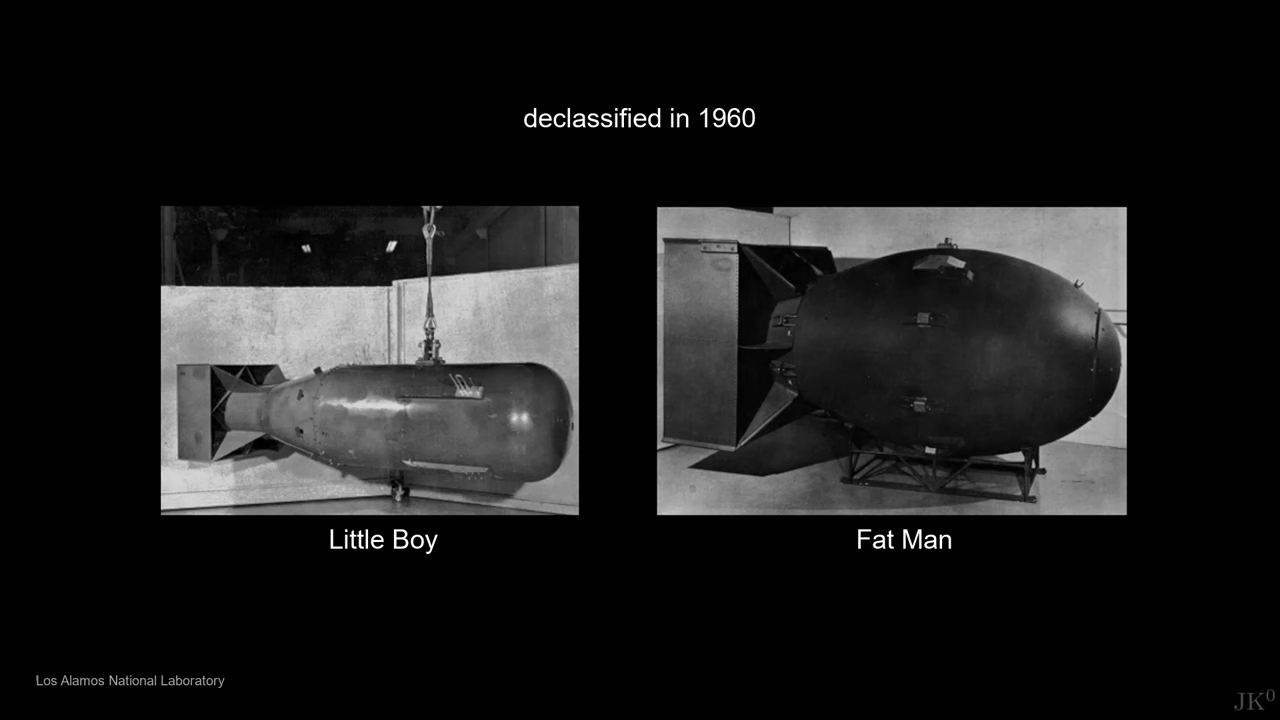 declassified in 1960
Little Boy
Fat Man
Los Alamos National Laboratory
JK⁰